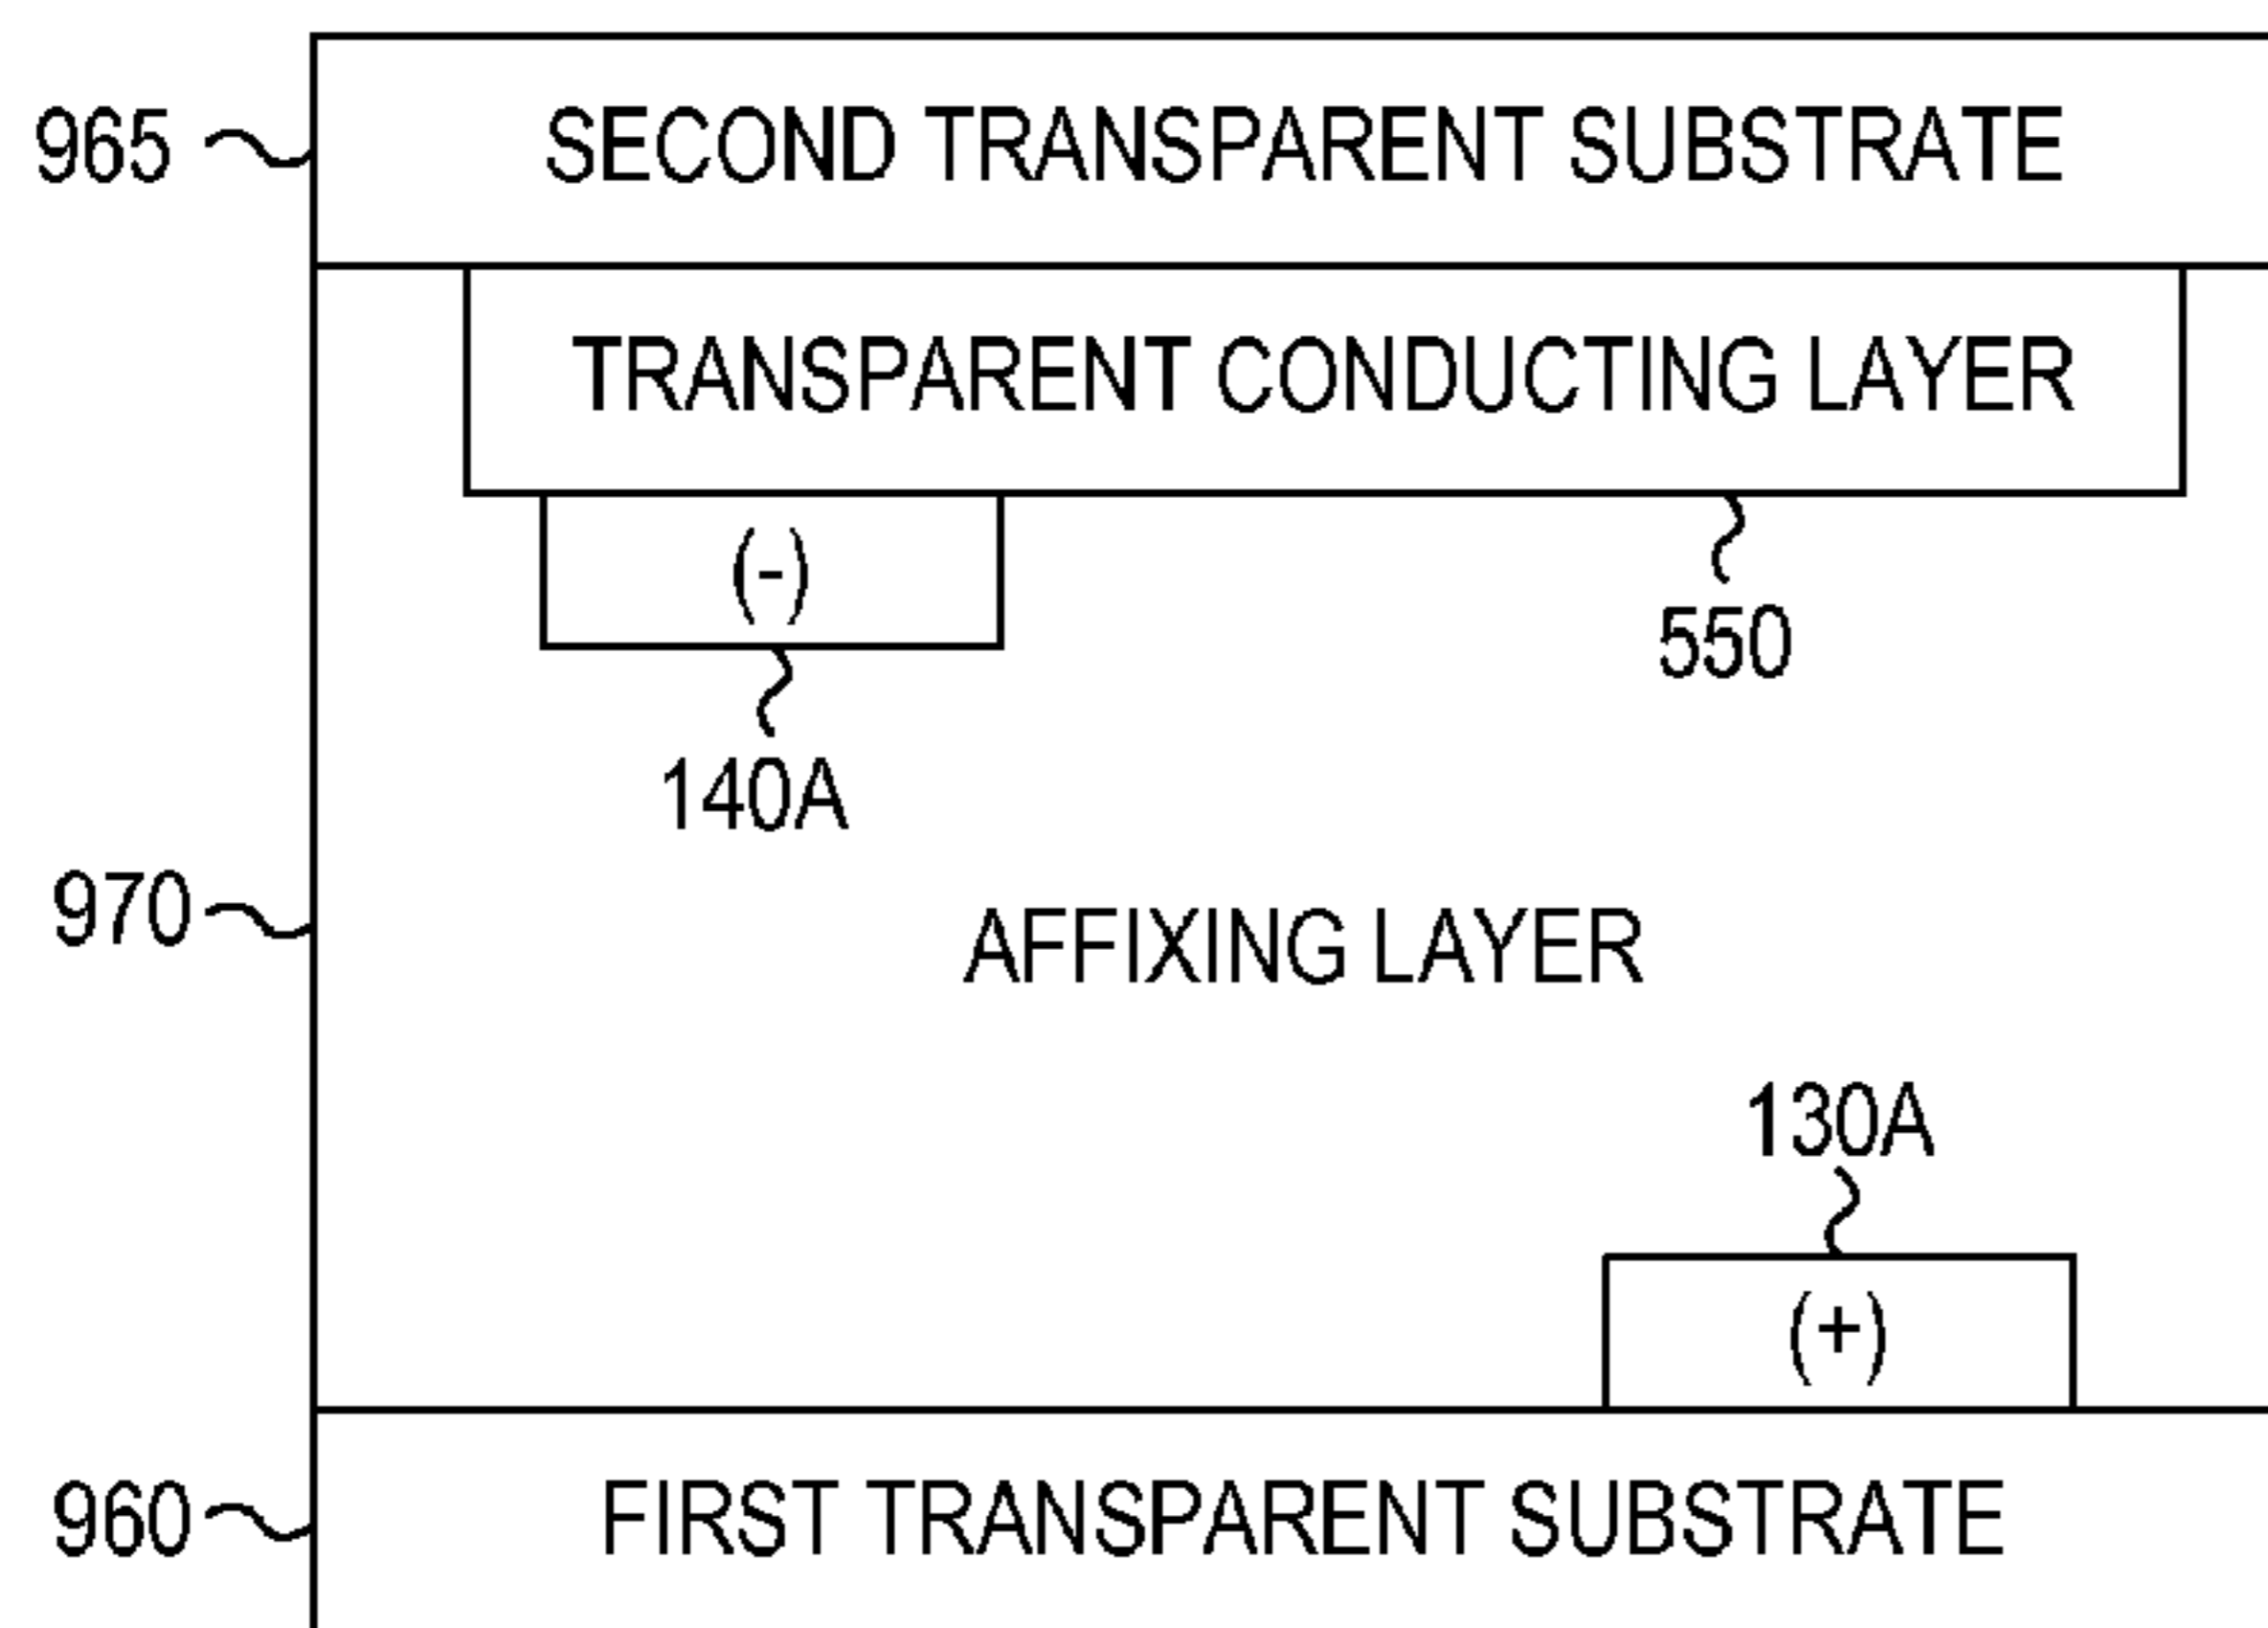 965
SECOND TRANSPARENT SUBSTRATE
TRANSPARENT CONDUCTING LAYER
(-)
550
140A
970
AFFIXING LAYER
130A
(+)
960
FIRST TRANSPARENT SUBSTRATE